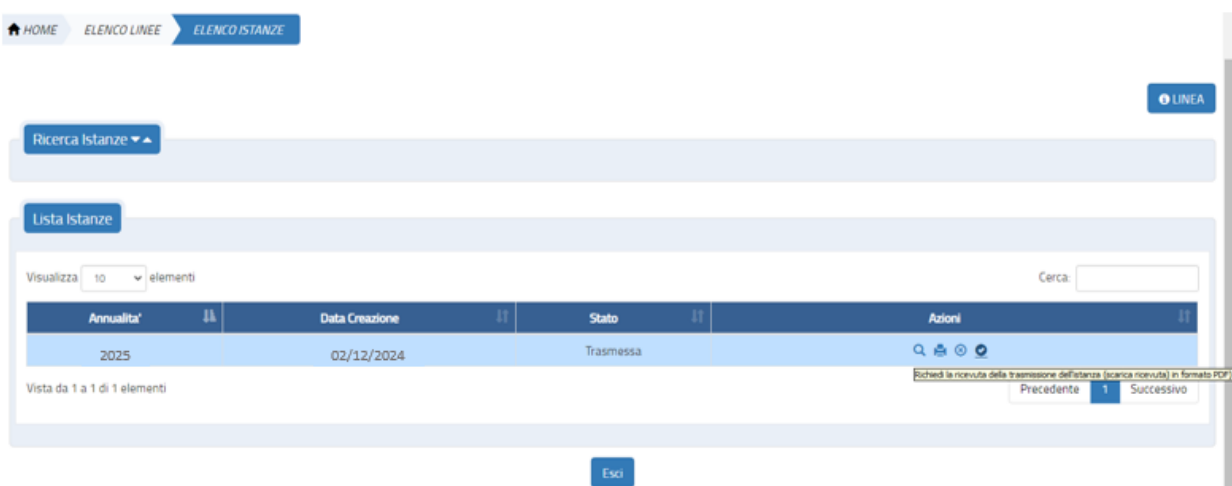 HOME ELENCO LINEE ELENCO ISTANZE
LINEA
Ricerca Istanze
Lista Istanze
Visualizza 10 elementi Cerca:
Annualita' Data Creazione Stato Azioni
2025 02/12/2024 Trasmessa
Richiedi la ricevuta della trasmissione dell'istanza (scarica ricevuta) in formato PDF)
Vista da 1 a 1 di 1 elementi Precedente 1 Successivo
Esci